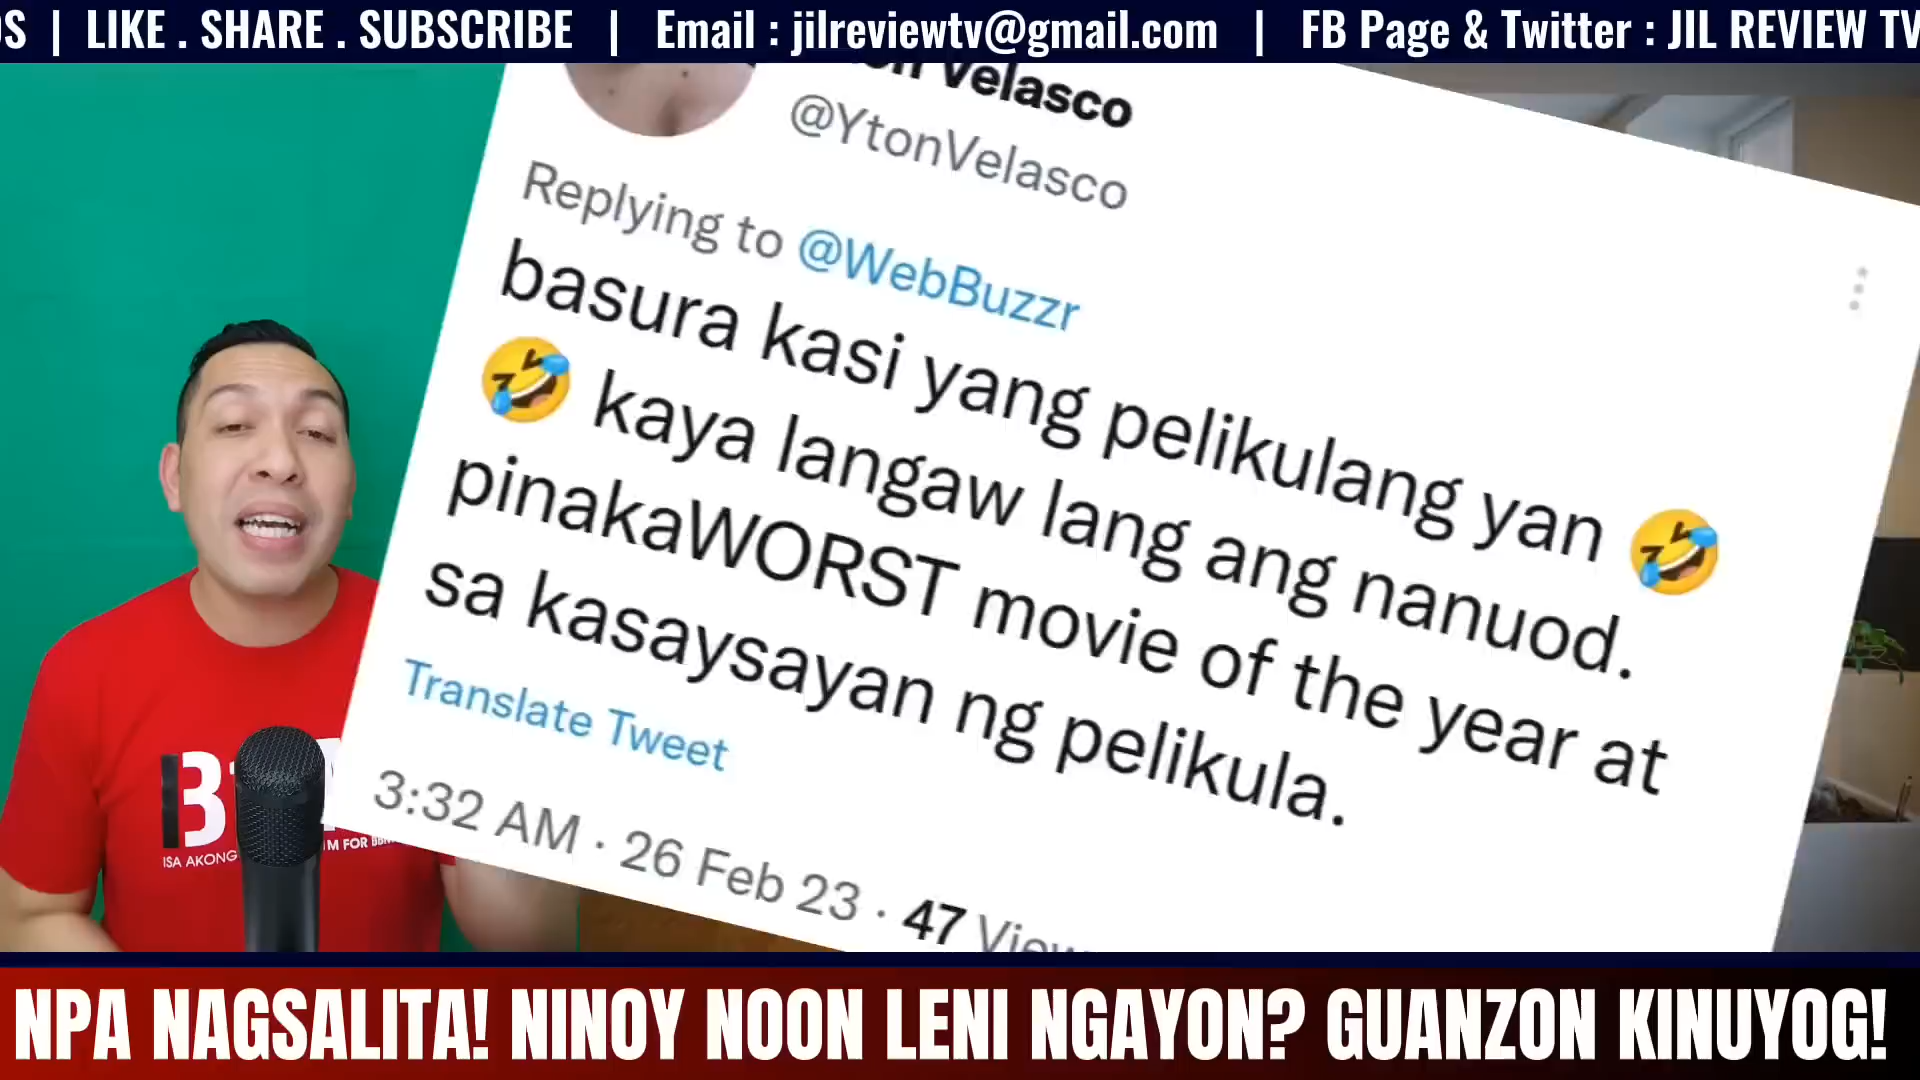 | LIKE . SHARE . SUBSCRIBE | Email : jilreviewtv@gmail.com | FB Page & Twitter : JIL REVIEW TV
Velasco
@YtonVelasco
Replying to @WebBuzzr
basura kasi yang pelikulang yan 🤣
🤣 kaya langaw lang ang nanuod.
pinakaWORST movie of the year at
sa kasaysayan ng pelikula.
Translate Tweet
3:32 AM · 26 Feb 23 · 47
ISA AKONG
M FOR BBM
NPA NAGSALITA! NINOY NOON LENI NGAYON? GUANZON KINUYOG!